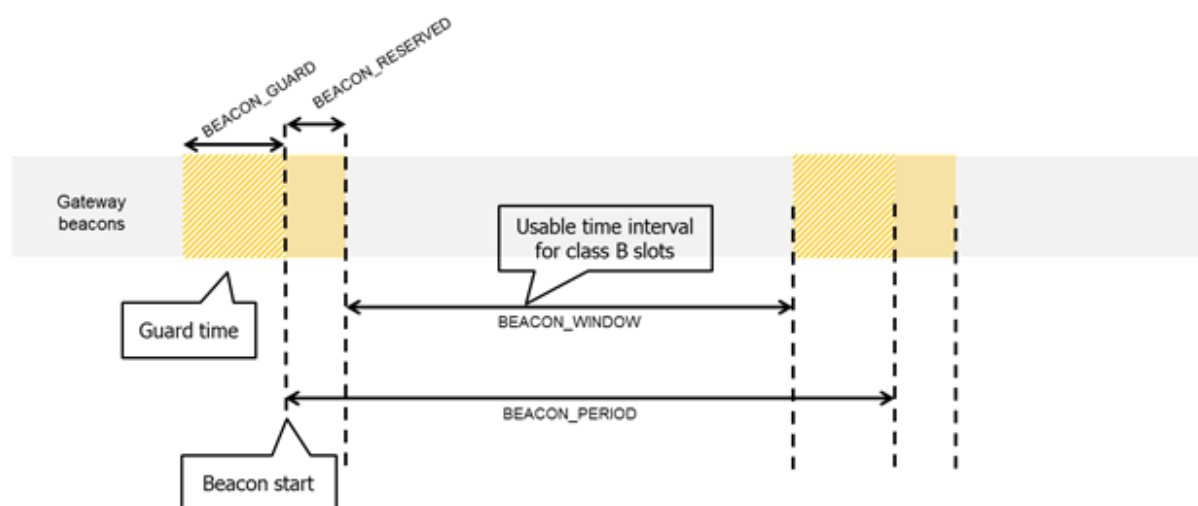 BEACON_GUARD
BEACON_RESERVED
Gateway
beacons
Usable time interval
for class B slots
Guard time
BEACON_WINDOW
BEACON_PERIOD
Beacon start